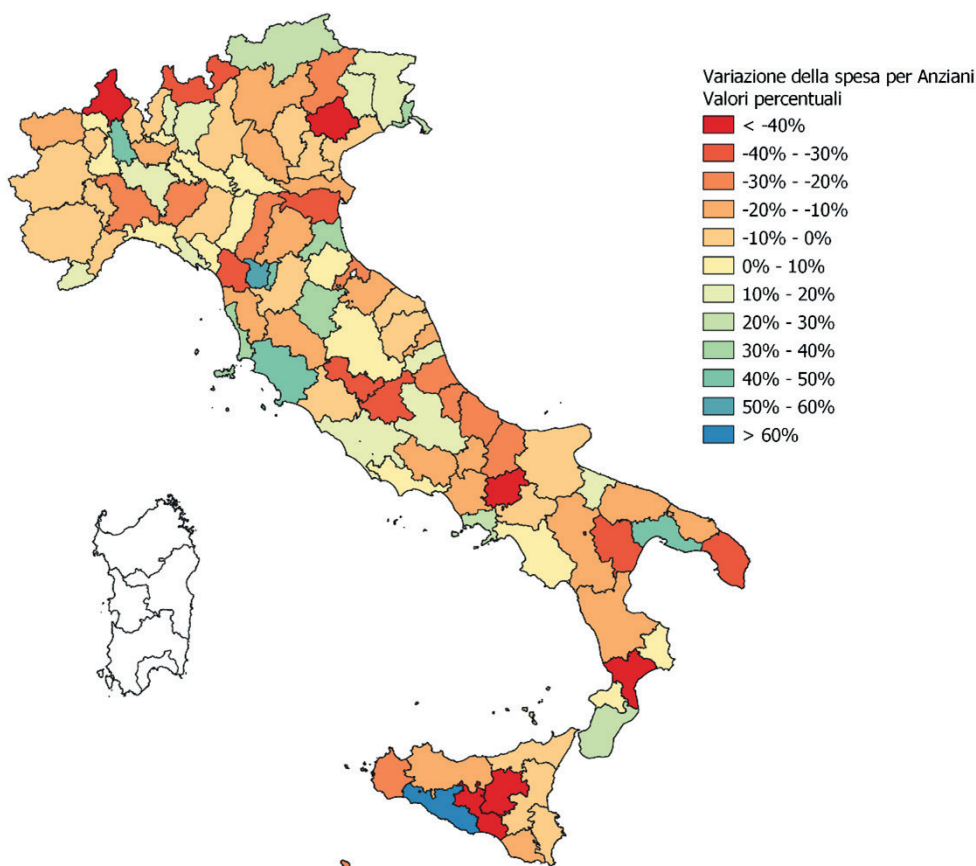 Variazione della spesa per Anziani
Valori percentuali
< -40%
-40% - -30%
-30% - -20%
-20% - -10%
-10% - 0%
0% - 10%
10% - 20%
20% - 30%
30% - 40%
40% - 50%
50% - 60%
> 60%